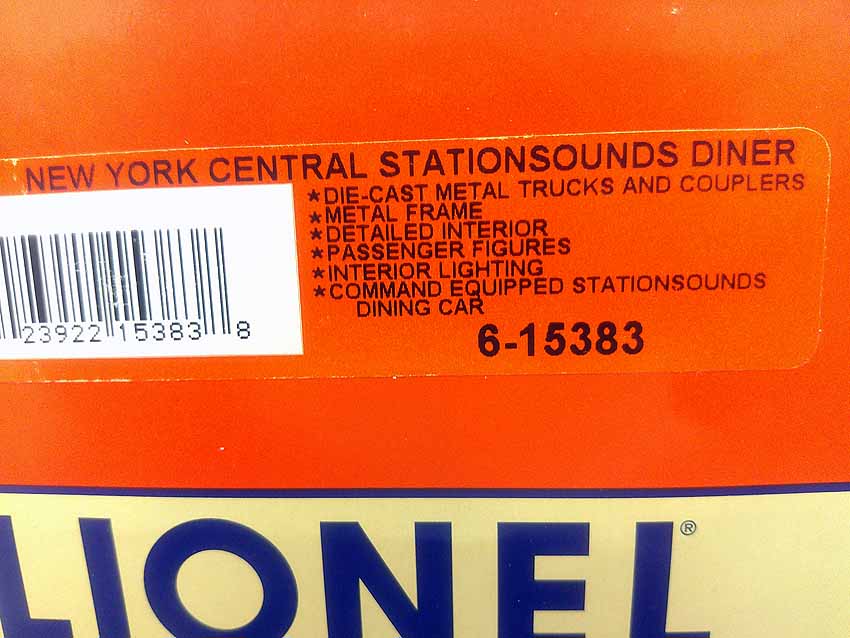 NEW YORK CENTRAL STATIONSOUNDS DINER
*DIE-CAST METAL TRUCKS AND COUPLERS
*METAL FRAME
*DETAILED INTERIOR
*PASSENGER FIGURES
*INTERIOR LIGHTING
*COMMAND EQUIPPED STATIONSOUNDS
DINING CAR
23922 15383 8
6-15383
LIONEL®